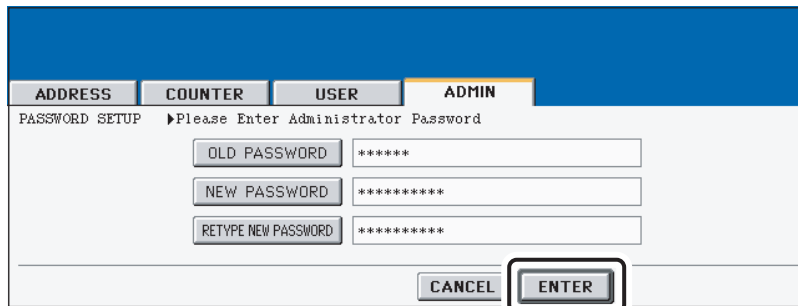 ADDRESS COUNTER USER ADMIN
PASSWORD SETUP ▶Please Enter Administrator Password
OLD PASSWORD ******
NEW PASSWORD **********
RETYPE NEW PASSWORD **********
CANCEL ENTER